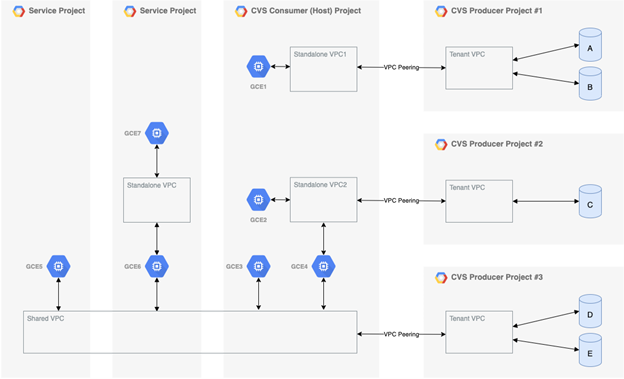 Service Project
Service Project
CVS Consumer (Host) Project
CVS Producer Project #1
Standalone VPC1
GCE1
VPC Peering
Tenant VPC
A
B
CVS Producer Project #2
GCE7
Standalone VPC
Standalone VPC2
GCE2
VPC Peering
Tenant VPC
C
GCE5
GCE6
GCE3
GCE4
CVS Producer Project #3
Shared VPC
VPC Peering
Tenant VPC
D
E